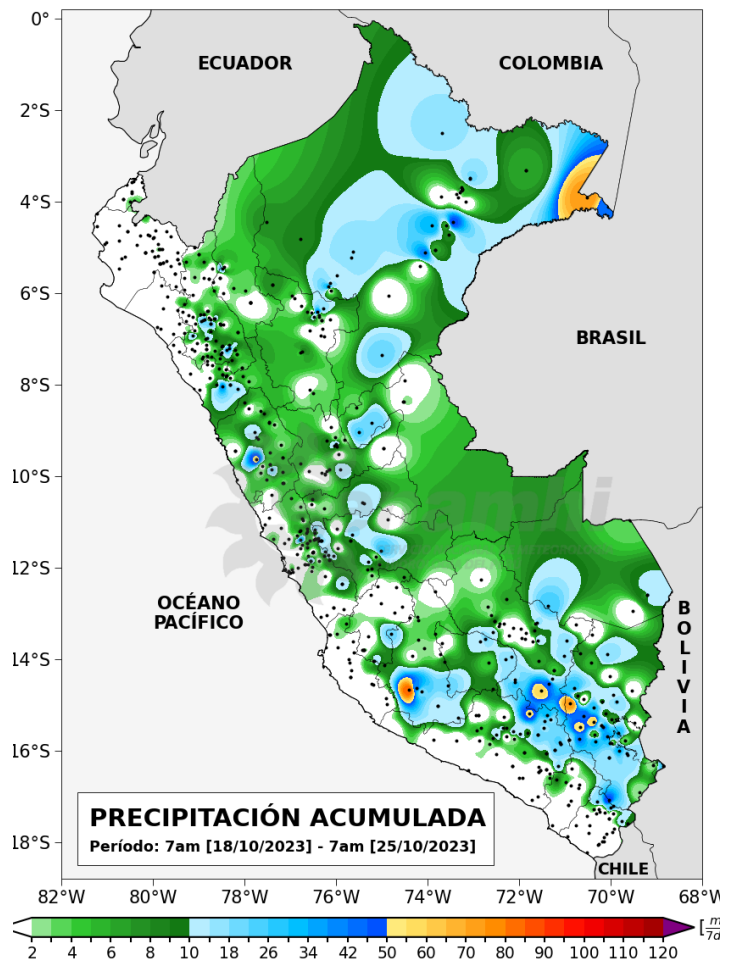 0°
2°S
4°S
6°S
8°S
10°S
12°S
14°S
16°S
18°S
ECUADOR
COLOMBIA
BRASIL
OCÉANO
PACÍFICO
B
O
L
I
V
I
A
CHILE
PRECIPITACIÓN ACUMULADA
Período: 7am [18/10/2023] - 7am [25/10/2023]
82°W 80°W 78°W 76°W 74°W 72°W 70°W 68°W
2 4 6 8 10 18 26 34 42 50 60 70 80 90 100 110 120